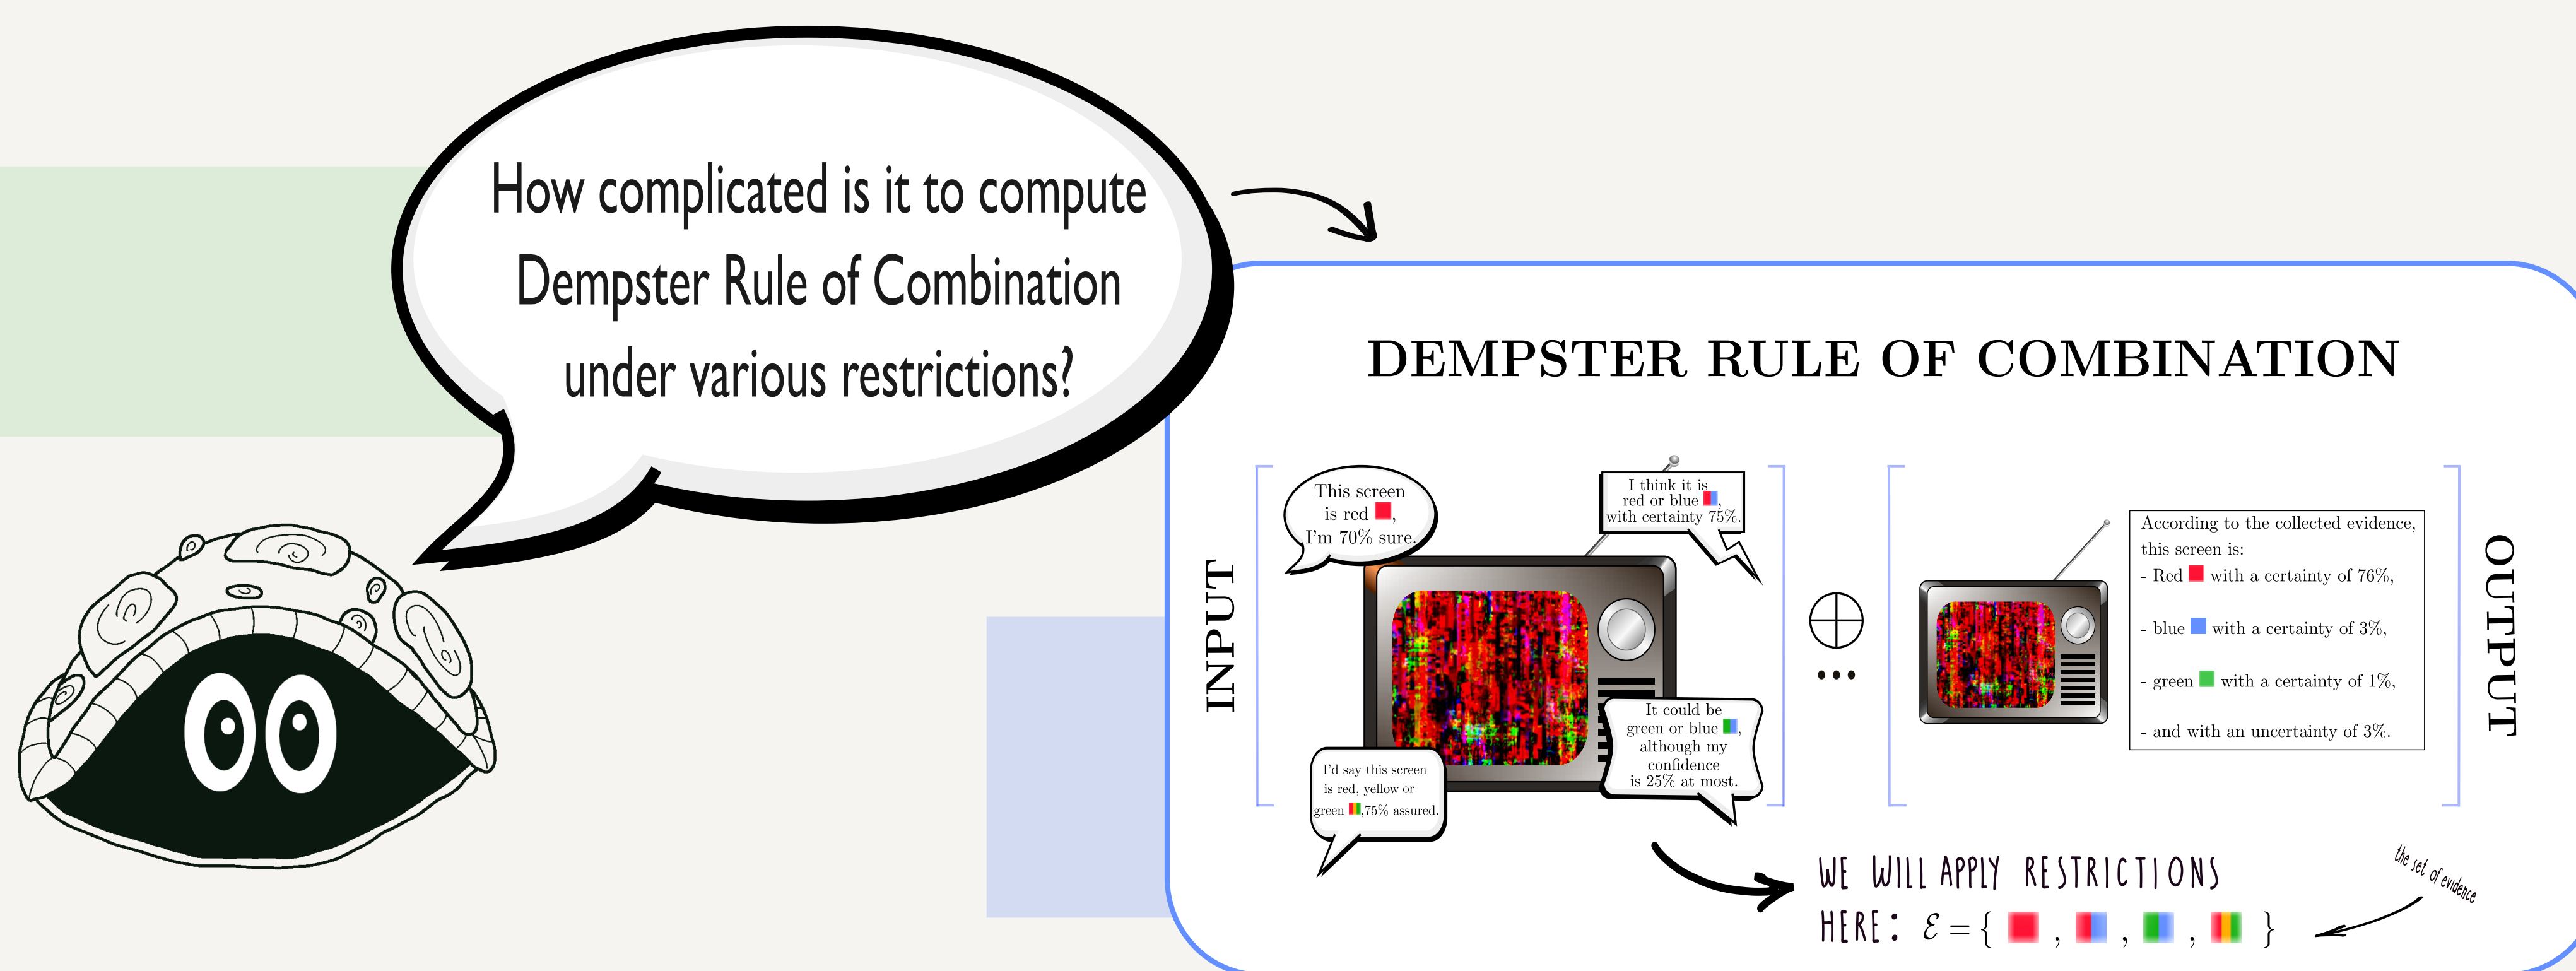 How complicated is it to compute
Dempster Rule of Combination
under various restrictions?
DEMPSTER RULE OF COMBINATION
INPUT
This screen
is red ,
I'm 70% sure.
I think it is
red or blue ,
with certainty 75%.
I'd say this screen
is red, yellow or
green ,75% assured.
It could be
green or blue ,
although my
confidence
is 25% at most.
⊕
...
According to the collected evidence,
this screen is:
- Red with a certainty of 76%,
- blue with a certainty of 3%,
- green with a certainty of 1%,
- and with an uncertainty of 3%.
OUTPUT
WE WILL APPLY RESTRICTIONS
HERE: ℰ = { , , , }
the set of evidence